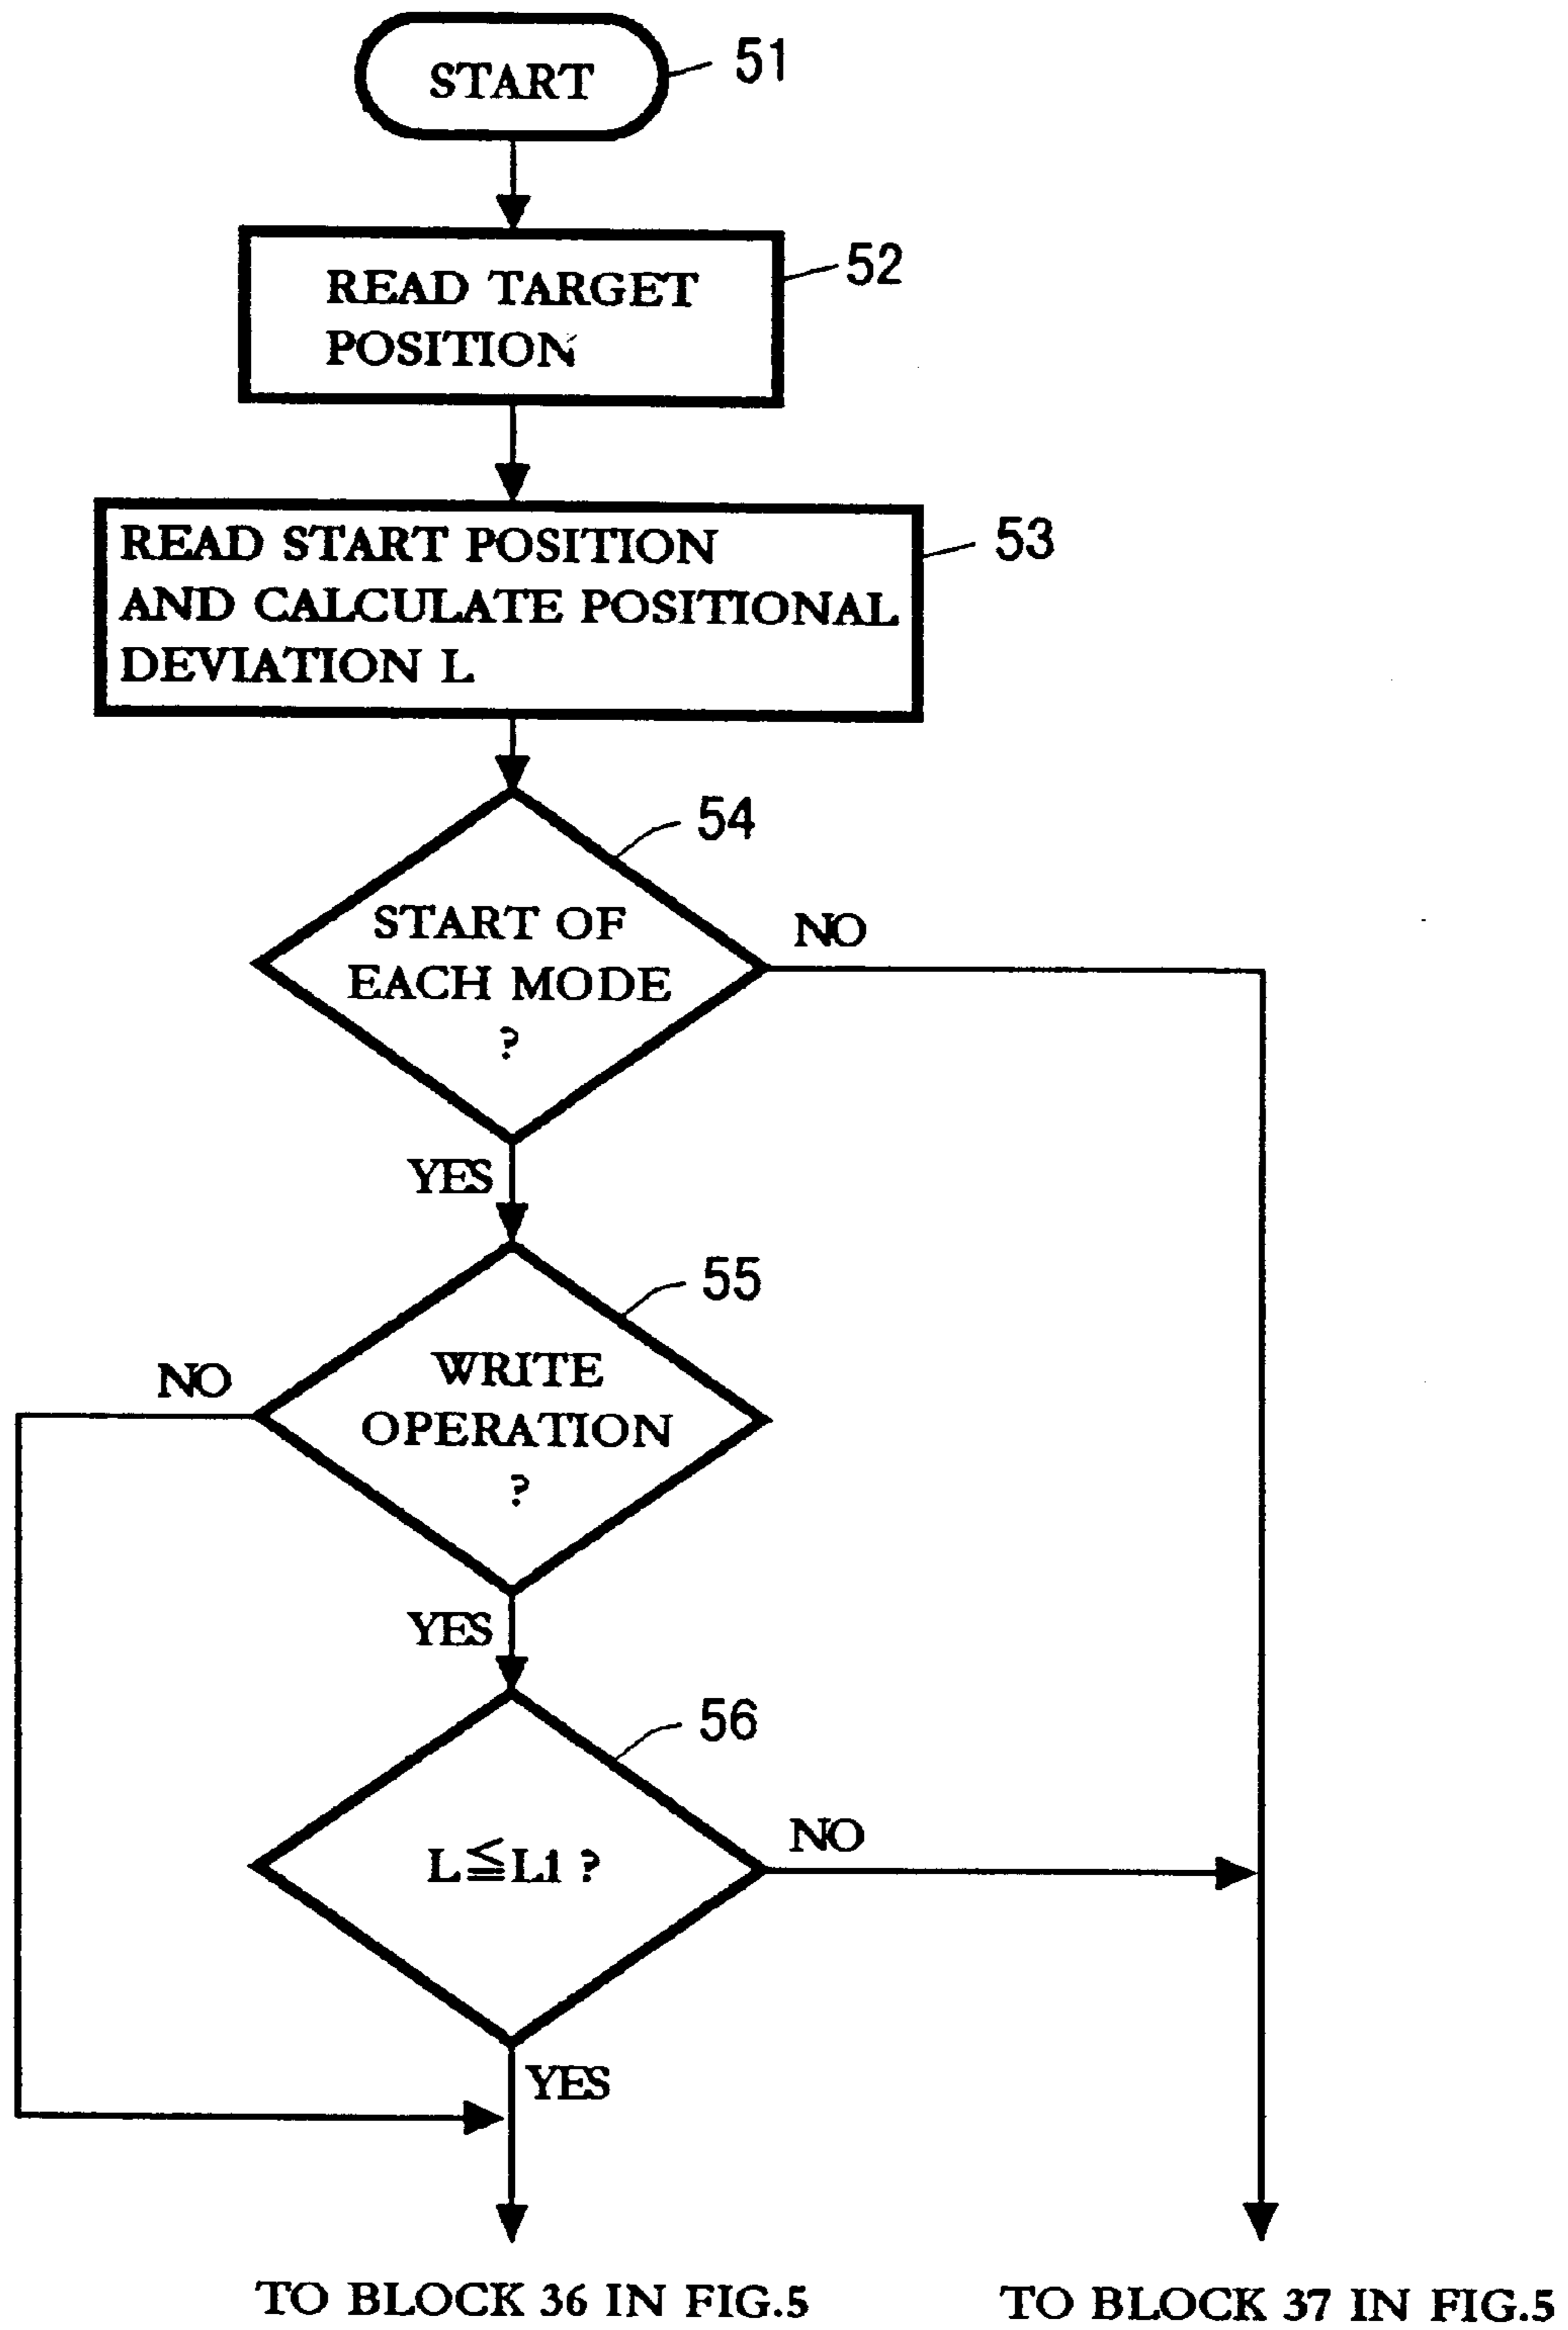 START
51
READ TARGET
POSITION
52
READ START POSITION
AND CALCULATE POSITIONAL
DEVIATION L
53
54
START OF
EACH MODE
?
NO
YES
55
WRITE
OPERATION
?
NO
YES
56
L≦L1 ?
NO
YES
TO BLOCK 36 IN FIG.5
TO BLOCK 37 IN FIG.5